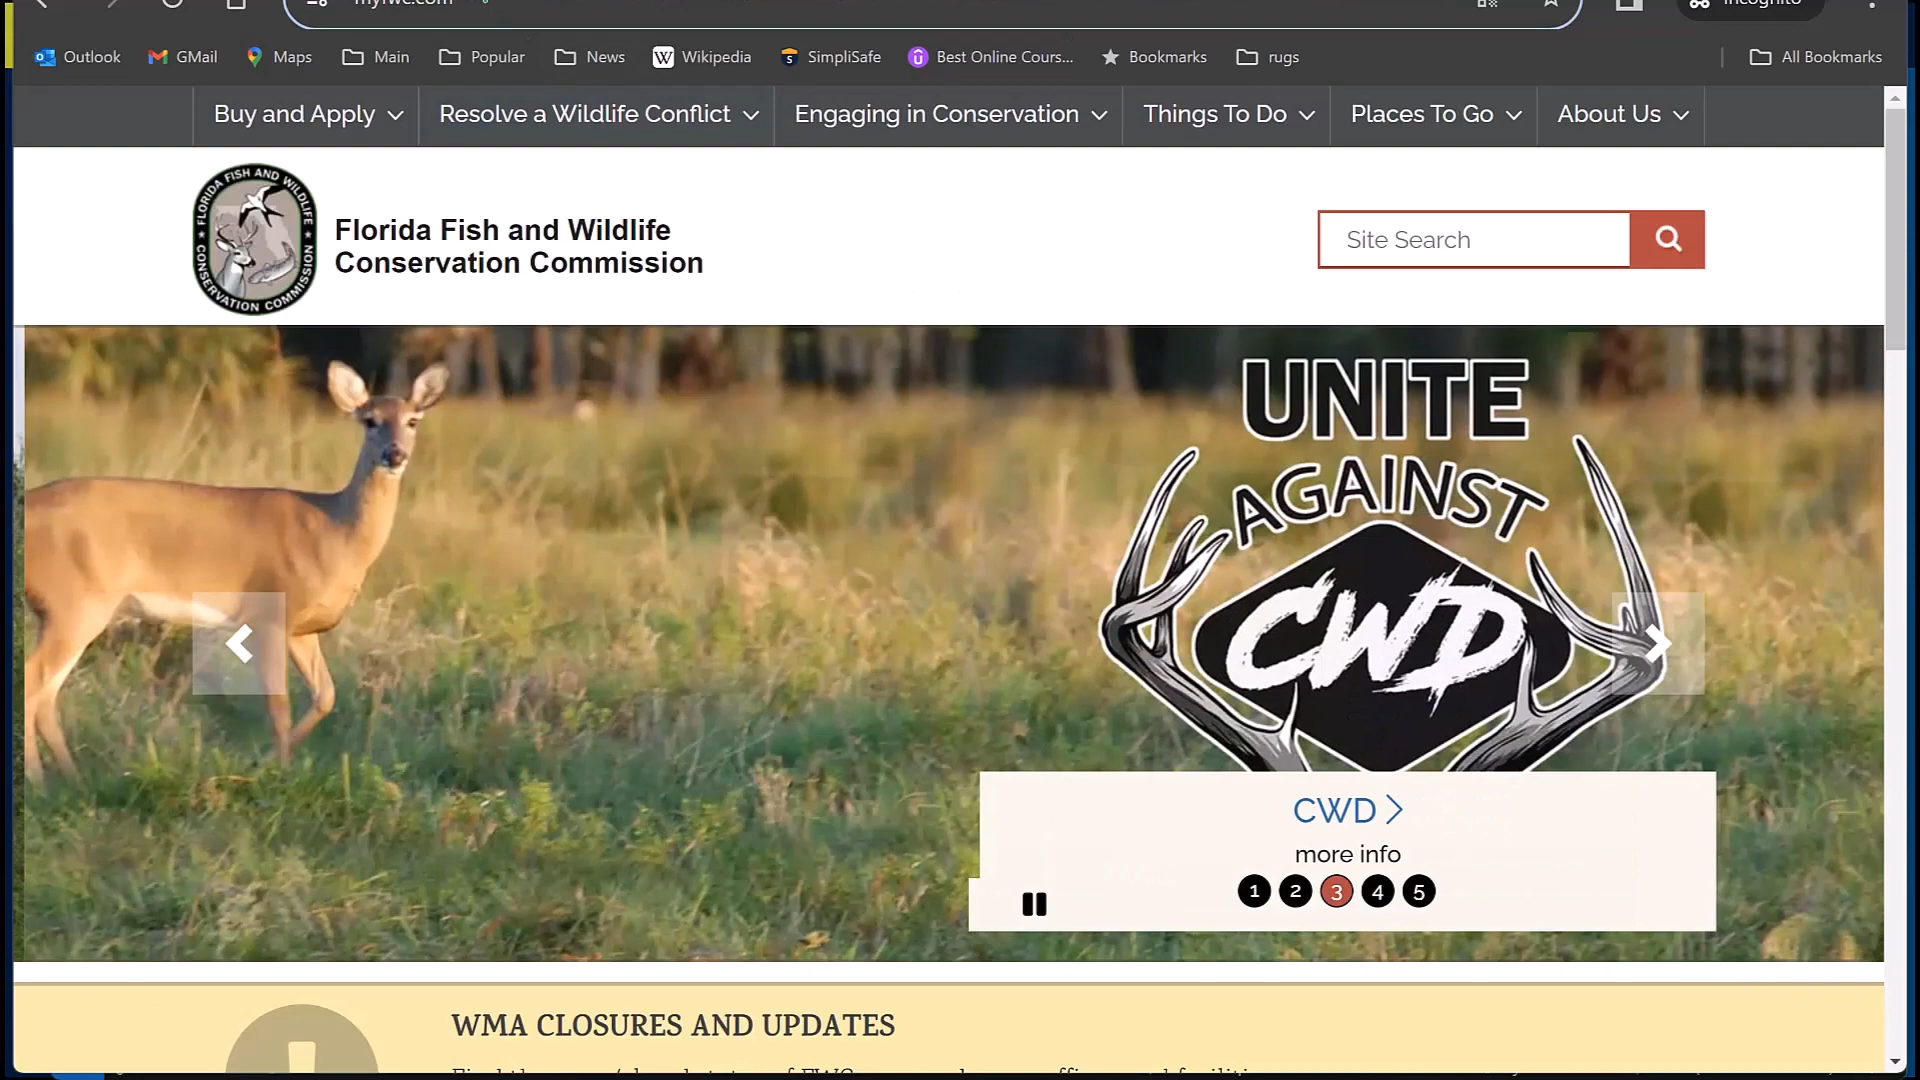 myfwc.com
Incognito
Outlook GMail Maps Main Popular News Wikipedia SimpliSafe Best Online Cours... Bookmarks rugs All Bookmarks
Buy and Apply Resolve a Wildlife Conflict Engaging in Conservation Things To Do Places To Go About Us
FLORIDA FISH AND WILDLIFE
CONSERVATION COMMISSION
Florida Fish and Wildlife
Conservation Commission
Site Search
UNITE
AGAINST
CWD
CWD
more info
1 2 3 4 5
WMA CLOSURES AND UPDATES